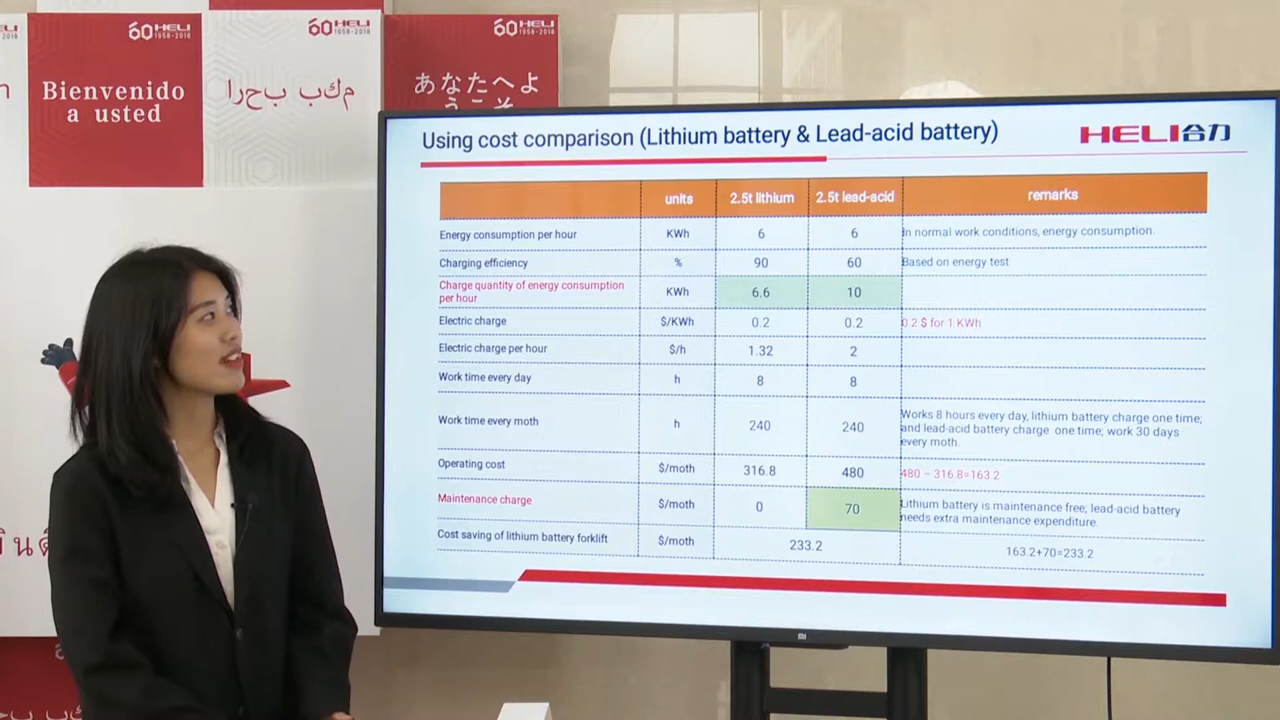 60 HELI
1958-2018
60 HELI
1958-2018
60 HELI
1958-2018
2018
Bienvenido
a usted
ارحب بكم
あなたへよ
うこそ
Using cost comparison (Lithium battery & Lead-acid battery)
HELI合力
units
2.5t lithium
2.5t lead-acid
remarks
Energy consumption per hour
KWh
6
6
In normal work conditions, energy consumption.
Charging efficiency
%
90
60
Based on energy test
Charge quantity of energy consumption
per hour
KWh
6.6
10
Electric charge
$/KWh
0.2
0.2
0.2 $ for 1 KWh
Electric charge per hour
$/h
1.32
2
Work time every day
h
8
8
Work time every moth
h
240
240
Works 8 hours every day, lithium battery charge one time;
and lead-acid battery charge one time; work 30 days
every moth.
Operating cost
$/moth
316.8
480
480 – 316.8=163.2
Maintenance charge
$/moth
0
70
Lithium battery is maintenance free, lead-acid battery
needs extra maintenance expenditure.
Cost saving of lithium battery forklift
$/moth
233.2
163.2+70=233.2
mi